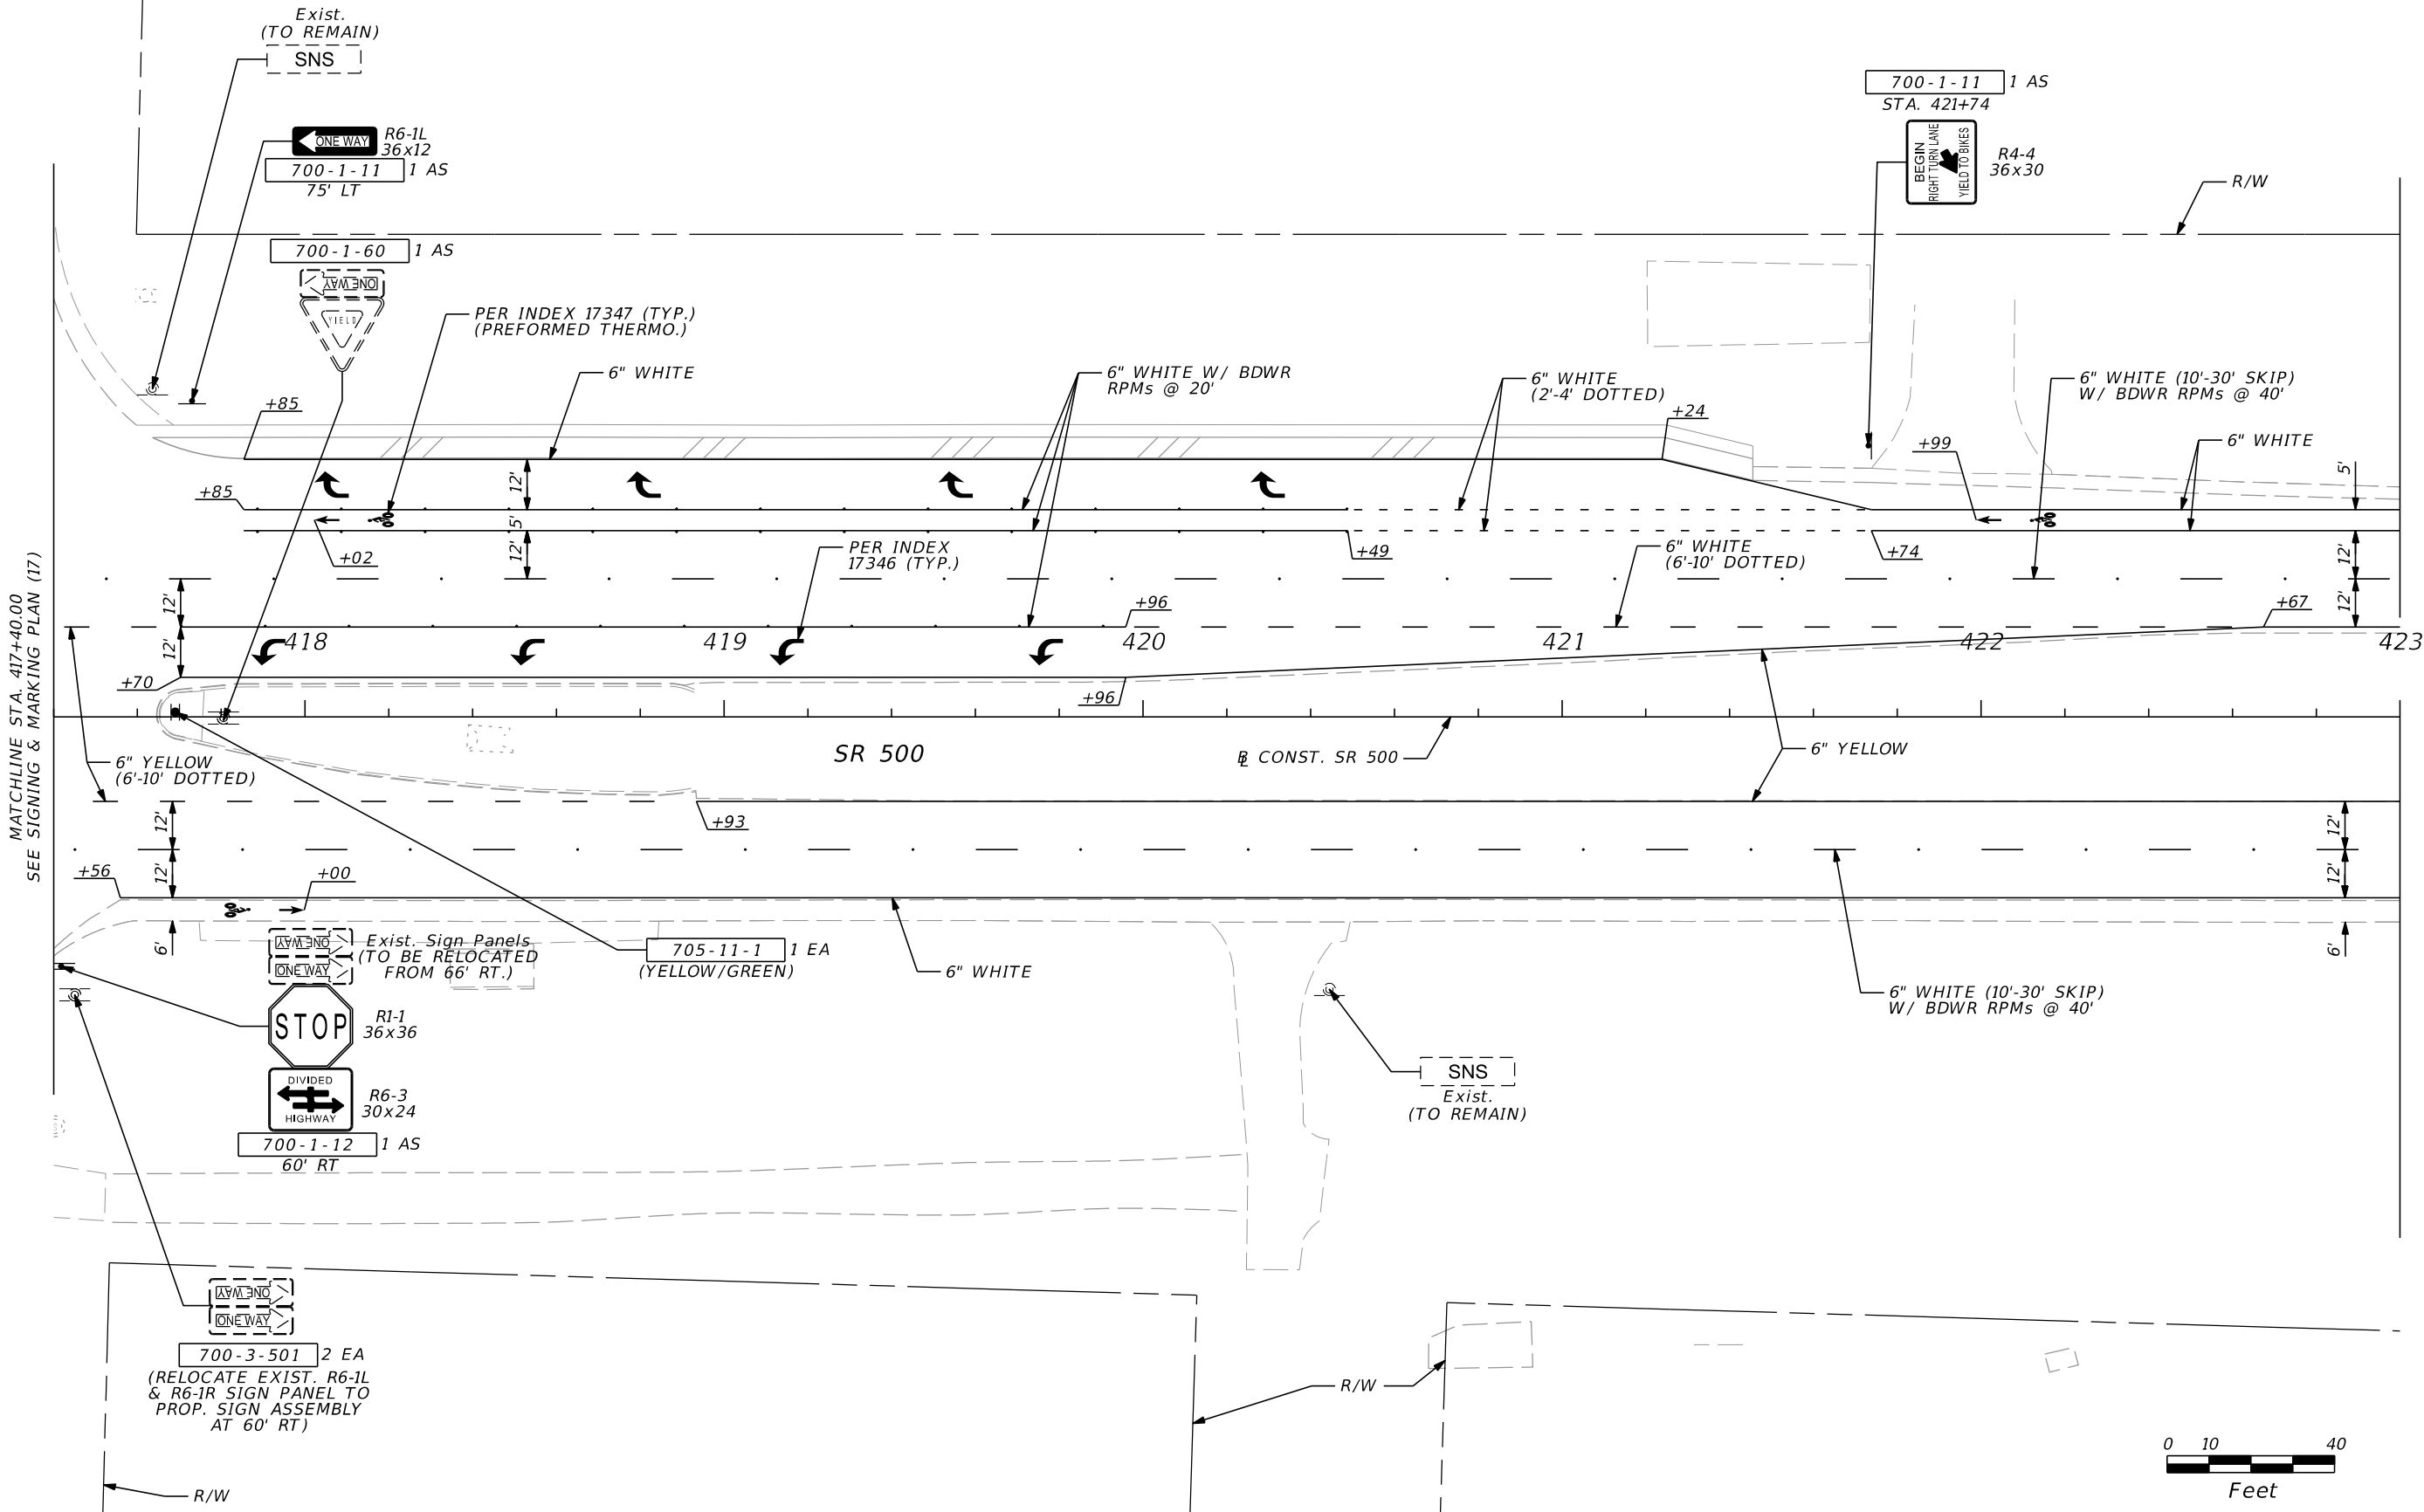 Exist.
(TO REMAIN)
SNS
ONE WAY
R6-1L
36x12
700-1-11 1 AS
75' LT
700-1-60 1 AS
ONE WAY
YIELD
PER INDEX 17347 (TYP.)
(PREFORMED THERMO.)
6" WHITE
6" WHITE W/ BDWR
RPMs @ 20'
6" WHITE
(2'-4' DOTTED)
700-1-11 1 AS
STA. 421+74
BEGIN
RIGHT TURN LANE
YIELD TO BIKES
R4-4
36x30
R/W
6" WHITE (10'-30' SKIP)
W/ BDWR RPMs @ 40'
6" WHITE
+85
+24
+99
+85
12'
5'
12'
5'
+02
PER INDEX
17346 (TYP.)
+49
6" WHITE
(6'-10' DOTTED)
+74
12'
12'
12'
12'
+96
+67
418
419
420
421
422
423
+70
+96
MATCHLINE STA. 417+40.00
SEE SIGNING & MARKING PLAN (17)
6" YELLOW
(6'-10' DOTTED)
SR 500
BL CONST. SR 500
6" YELLOW
+93
12'
12'
12'
12'
+56
+00
6'
6'
ONE WAY
ONE WAY
Exist. Sign Panels
(TO BE RELOCATED
FROM 66' RT.)
705-11-1 1 EA
(YELLOW/GREEN)
6" WHITE
6" WHITE (10'-30' SKIP)
W/ BDWR RPMs @ 40'
STOP
R1-1
36x36
DIVIDED
HIGHWAY
R6-3
30x24
700-1-12 1 AS
60' RT
SNS
Exist.
(TO REMAIN)
ONE WAY
ONE WAY
700-3-501 2 EA
(RELOCATE EXIST. R6-1L
& R6-1R SIGN PANEL TO
PROP. SIGN ASSEMBLY
AT 60' RT)
R/W
R/W
0 10 40
Feet